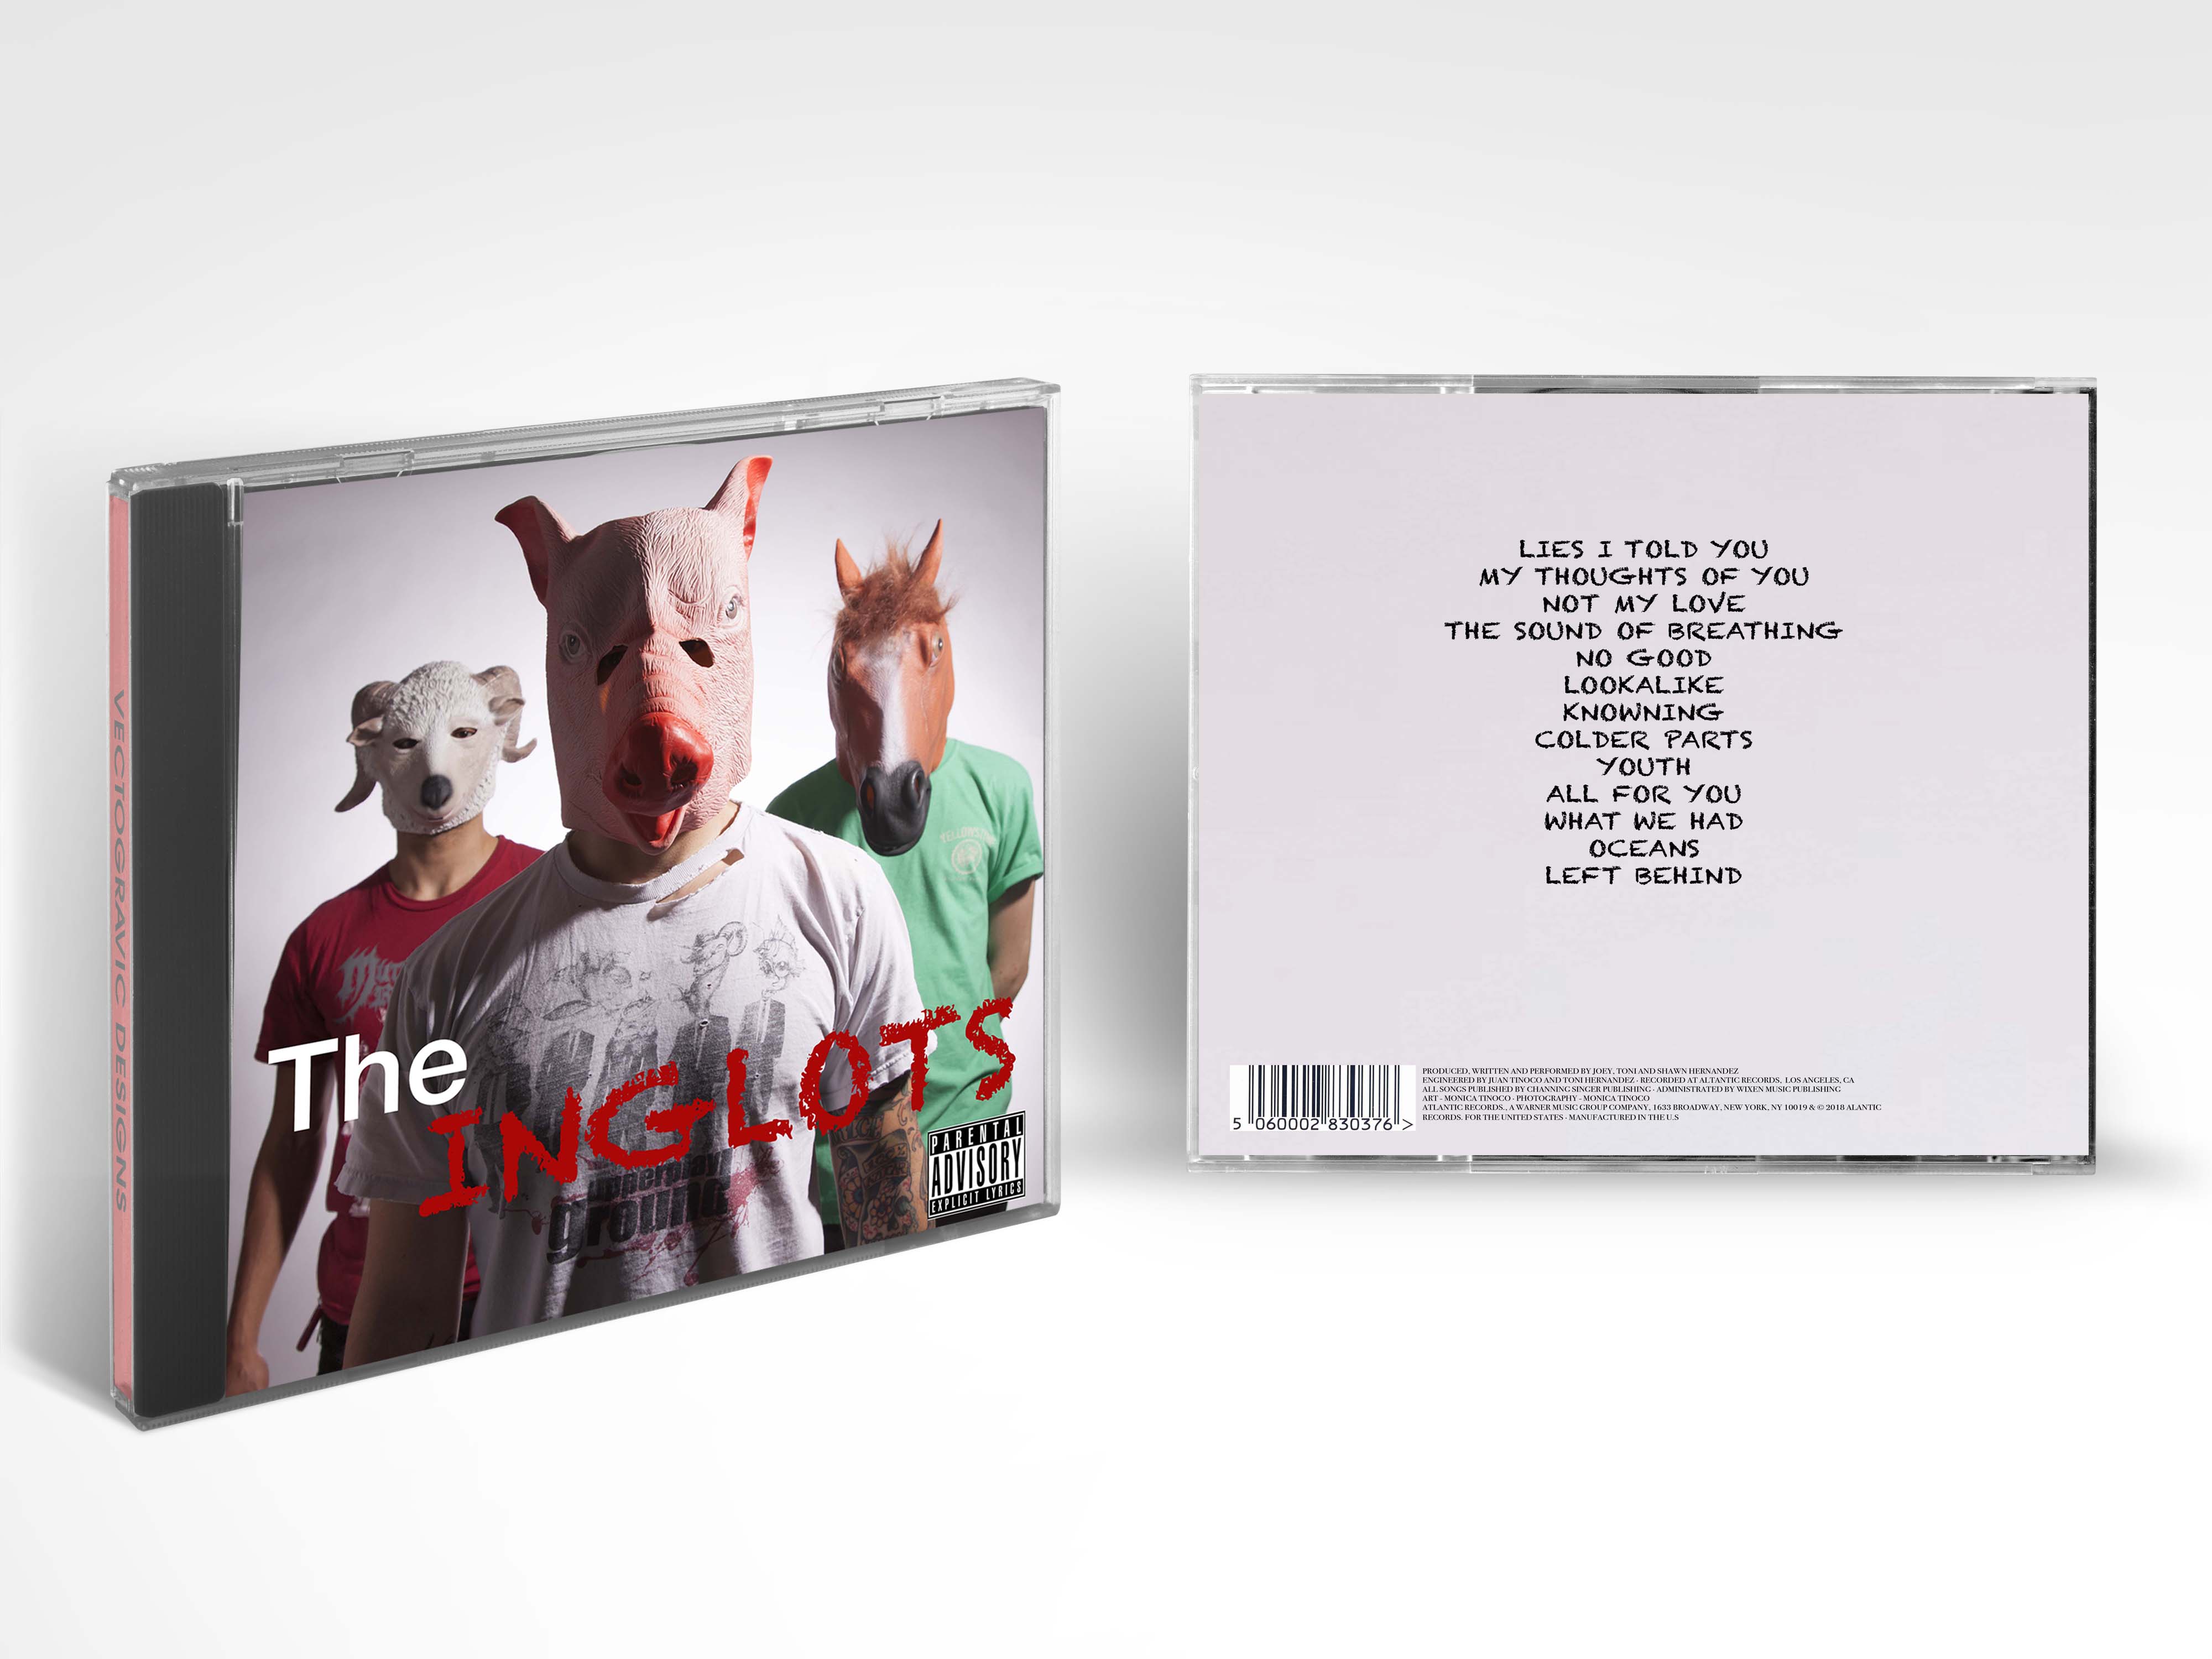 VECTOGRAVIC DESIGNS
The
INGLOTS
ground
PARENTAL
ADVISORY
EXPLICIT LYRICS
LIES I TOLD YOU
MY THOUGHTS OF YOU
NOT MY LOVE
THE SOUND OF BREATHING
NO GOOD
LOOKALIKE
KNOWNING
COLDER PARTS
YOUTH
ALL FOR YOU
WHAT WE HAD
OCEANS
LEFT BEHIND
5 060002 830376 >
PRODUCED, WRITTEN AND PERFORMED BY JOEY, TONI AND SHAWN HERNANDEZ
ENGINEERED BY JUAN TINOCO AND TONI HERNANDEZ - RECORDED AT ALTANTIC RECORDS, LOS ANGELES, CA
ALL SONGS PUBLISHED BY CHANNING SINGER PUBLISHING - ADMINISTRATED BY WIXEN MUSIC PUBLISHING
ART - MONICA TINOCO - PHOTOGRAPHY - MONICA TINOCO
ATLANTIC RECORDS., A WARNER MUSIC GROUP COMPANY, 1633 BROADWAY, NEW YORK, NY 10019 & © 2018 ALANTIC
RECORDS. FOR THE UNITED STATES - MANUFACTURED IN THE U.S